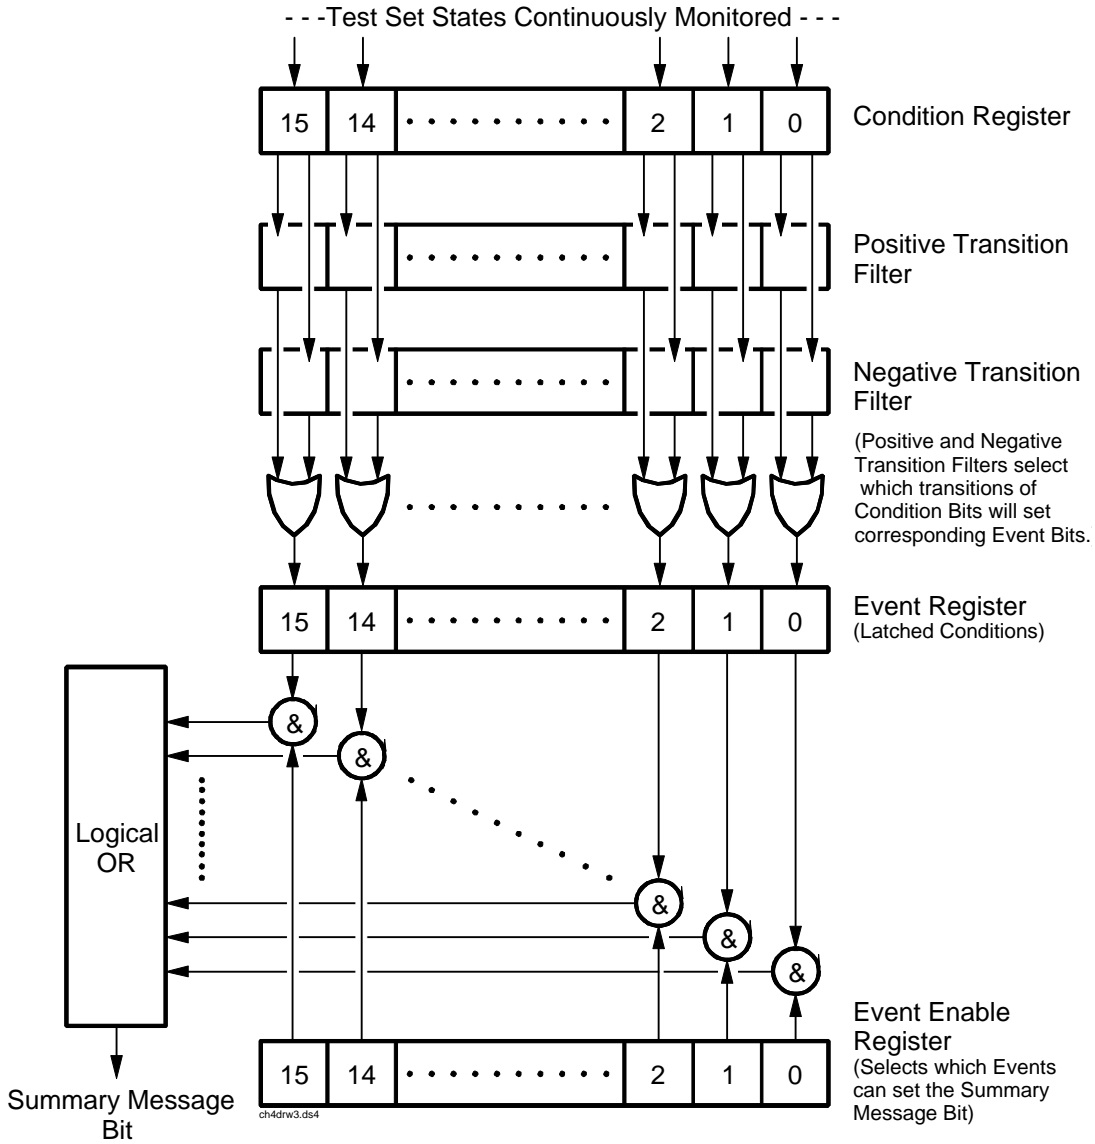 - - -Test Set States Continuously Monitored - - -
15 14 2 1 0
Condition Register
Positive Transition
Filter
Negative Transition
Filter
(Positive and Negative
Transition Filters select
which transitions of
Condition Bits will set
corresponding Event Bits.
15 14 2 1 0
Event Register
(Latched Conditions)
&
&
Logical
OR
&
&
&
Event Enable
Register
(Selects which Events
can set the Summary
Message Bit)
15 14 2 1 0
Summary Message
Bit
ch4drw3.ds4